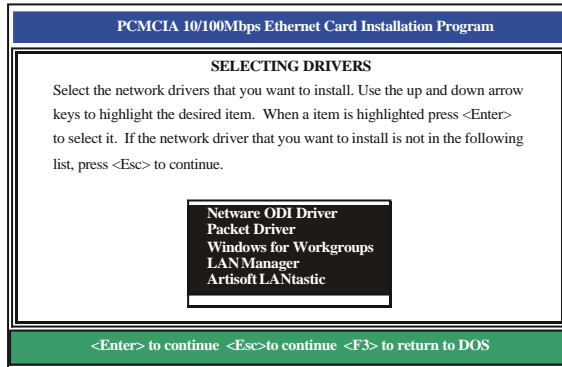 PCMCIA 10/100Mbps Ethernet Card Installation Program
SELECTING DRIVERS
Select the network drivers that you want to install. Use the up and down arrow
keys to highlight the desired item. When a item is highlighted press <Enter>
to select it. If the network driver that you want to install is not in the following
list, press <Esc> to continue.
Netware ODI Driver
Packet Driver
Windows for Workgroups
LAN Manager
Artisoft LANtastic
<Enter> to continue <Esc>to continue <F3> to return to DOS